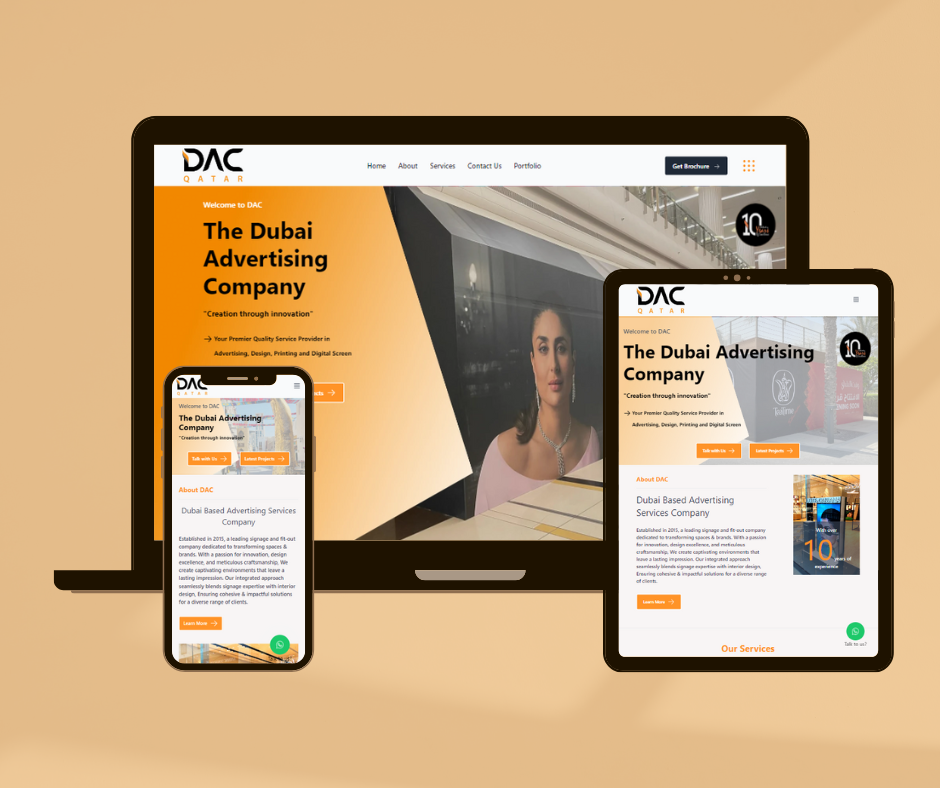 DAC
QATAR
Home About Services Contact Us Portfolio
Get Brochure
Welcome to DAC
The Dubai
Advertising
Company
"Creation through innovation"
Your Premier Quality Service Provider in
Advertising, Design, Printing and Digital Screen
10
DAC
QATAR
Welcome to DAC
The Dubai Advertising
Company
"Creation through innovation"
Talk with Us
Latest Projects
About DAC
Dubai Based Advertising Services
Company
Established in 2015, a leading signage and fit-out
company dedicated to transforming spaces &
brands. With a passion for innovation, design
excellence, and meticulous craftsmanship. We
create captivating environments that leave a
lasting impression. Our integrated approach
seamlessly blends signage expertise with interior
design, Ensuring cohesive & impactful solutions
for a diverse range of clients.
Learn More
DAC
QATAR
Welcome to DAC
The Dubai Advertising
Company
"Creation through innovation"
Your Premier Quality Service Provider in
Advertising, Design, Printing and Digital Screen
10
Talk with Us
Latest Projects
About DAC
Dubai Based Advertising
Services Company
Established in 2015, a leading signage and fit-out company
dedicated to transforming spaces & brands. With a passion
for innovation, design excellence, and meticulous
craftsmanship. We create captivating environments that
leave a lasting impression. Our integrated approach
seamlessly blends signage expertise with interior design,
Ensuring cohesive & impactful solutions for a diverse range
of clients.
Learn More
With over
10 years of
experience
Our Services
Talk to us?